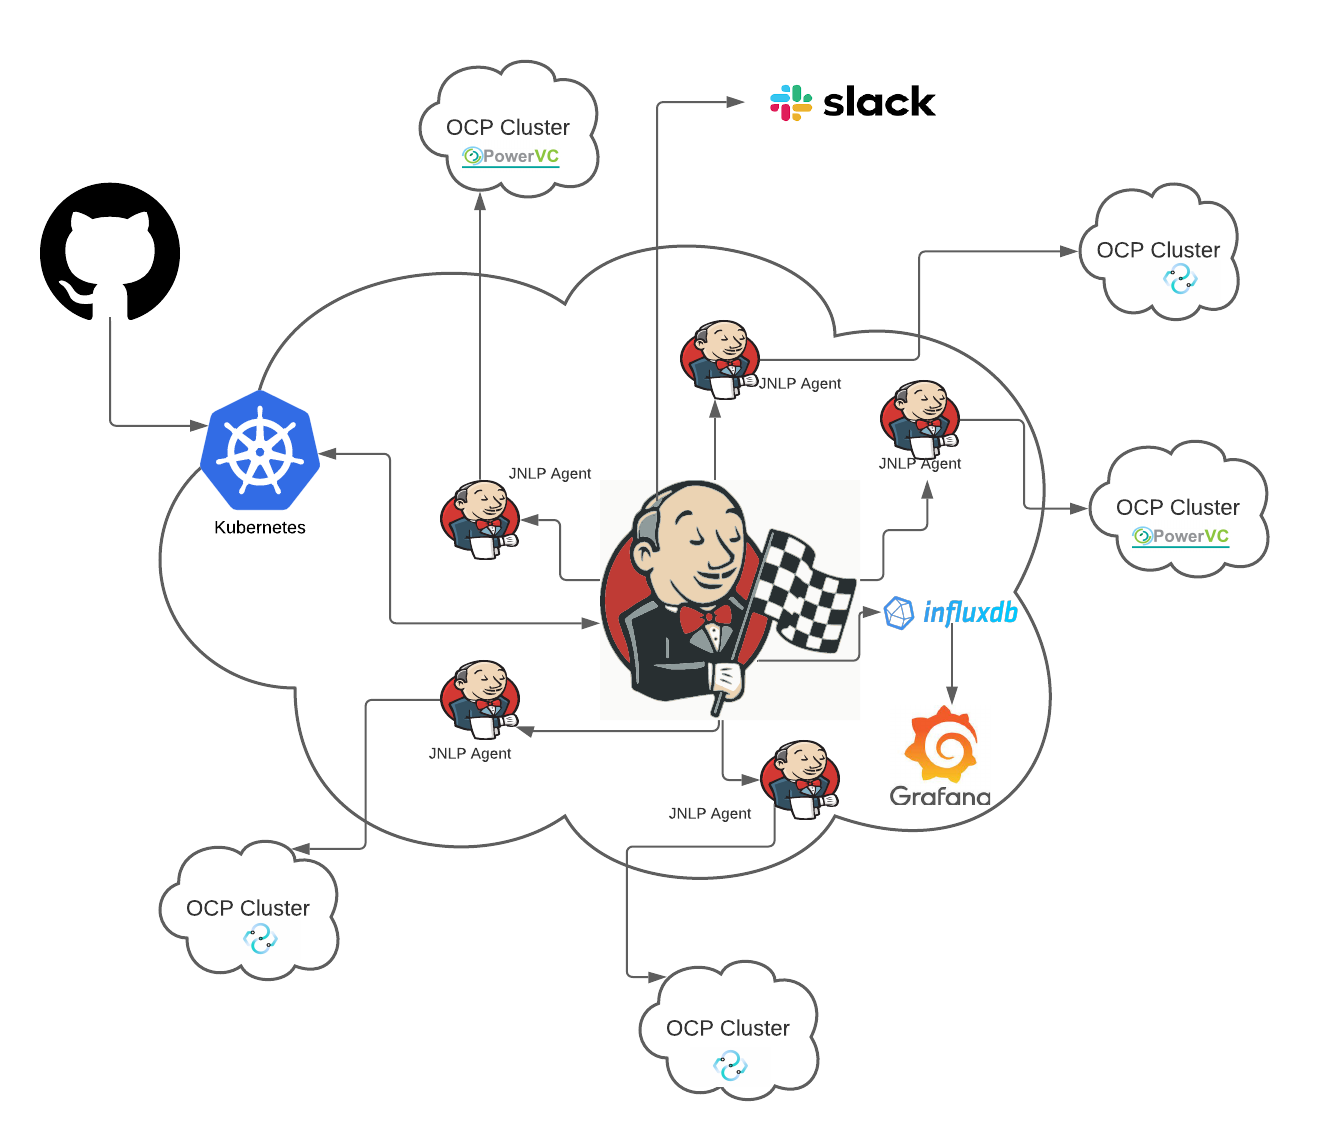 slack
OCP Cluster
PowerVC
OCP Cluster
JNLP Agent
JNLP Agent
JNLP Agent
OCP Cluster
PowerVC
Kubernetes
influxdb
JNLP Agent
Grafana
JNLP Agent
OCP Cluster
OCP Cluster